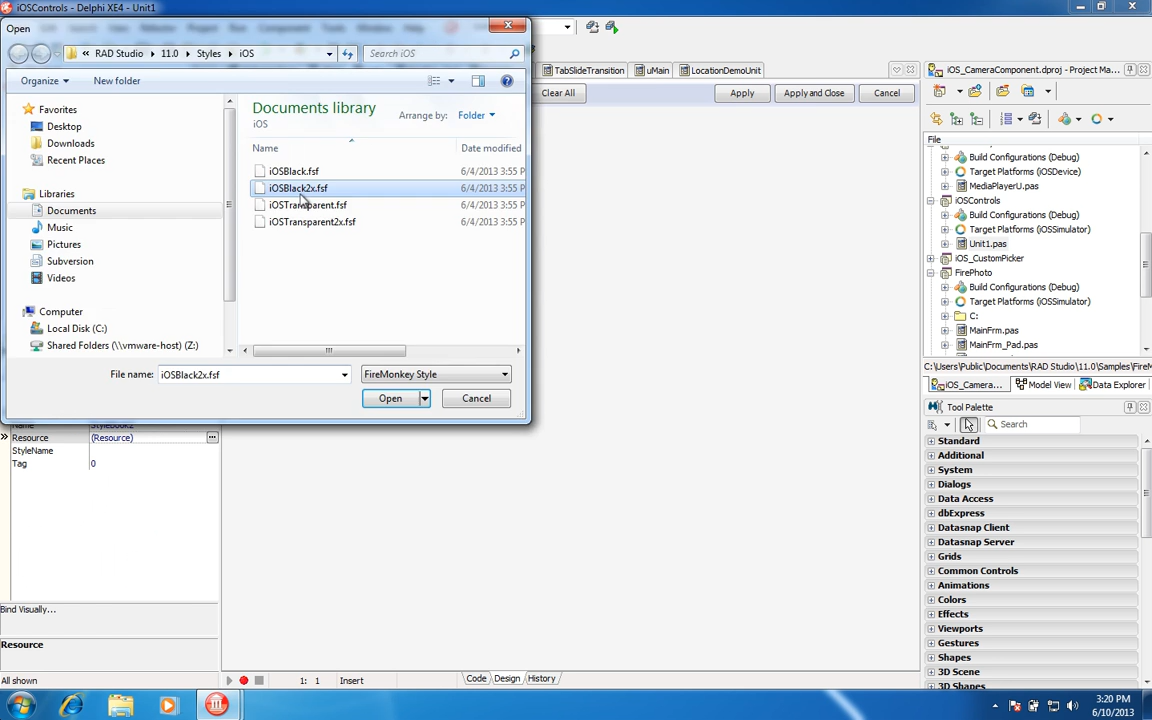 iOSControls - Delphi XE4 - Unit1
Open
« RAD Studio ▸ 11.0 ▸ Styles ▸ iOS
Search iOS
Organize
New folder
Favorites
Desktop
Downloads
Recent Places
Libraries
Documents
Music
Pictures
Subversion
Videos
Computer
Local Disk (C:)
Shared Folders (\\vmware-host) (Z:)
Documents library
iOS
Arrange by: Folder
Name
Date modified
iOSBlack.fsf 6/4/2013 3:55 P
iOSBlack2x.fsf 6/4/2013 3:55 P
iOSTransparent.fsf 6/4/2013 3:55 P
iOSTransparent2x.fsf 6/4/2013 3:55 P
File name: iOSBlack2x.fsf
FireMonkey Style
Open
Cancel
TabSlideTransition
uMain
LocationDemoUnit
Clear All
Apply
Apply and Close
Cancel
Resource (Resource)
StyleName
Tag 0
Bind Visually...
Resource
All shown
1: 1
Insert
Code
Design
History
iOS_CameraComponent.dproj - Project Ma...
File
Build Configurations (Debug)
Target Platforms (iOSDevice)
MediaPlayerU.pas
iOSControls
Build Configurations (Debug)
Target Platforms (iOSSimulator)
Unit1.pas
iOS_CustomPicker
FirePhoto
Build Configurations (Debug)
Target Platforms (iOSSimulator)
C:
MainFrm.pas
MainFrm_Pad.pas
C:\Users\Public\Documents\RAD Studio\11.0\Samples\FireM
iOS_Camera...
Model View
Data Explorer
Tool Palette
Search
Standard
Additional
System
Dialogs
Data Access
dbExpress
Datasnap Client
Datasnap Server
Grids
Common Controls
Animations
Colors
Effects
Viewports
Gestures
Shapes
3D Scene
3D Shapes
3:20 PM
6/10/2013